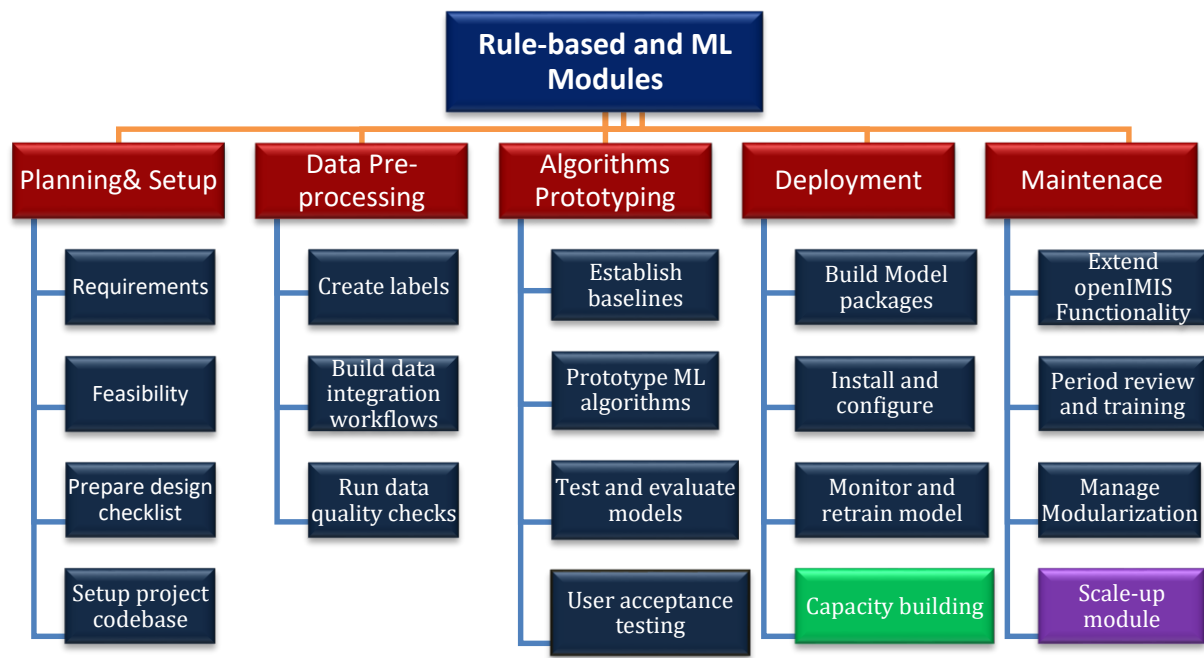 Rule-based and ML
Modules
Planning& Setup
Data Pre-
processing
Algorithms
Prototyping
Deployment
Maintenace
Requirements
Feasibility
Prepare design
checklist
Setup project
codebase
Create labels
Build data
integration
workflows
Run data
quality checks
Establish
baselines
Prototype ML
algorithms
Test and evaluate
models
User acceptance
testing
Build Model
packages
Install and
configure
Monitor and
retrain model
Capacity building
Extend
openIMIS
Functionality
Period review
and training
Manage
Modularization
Scale-up
module